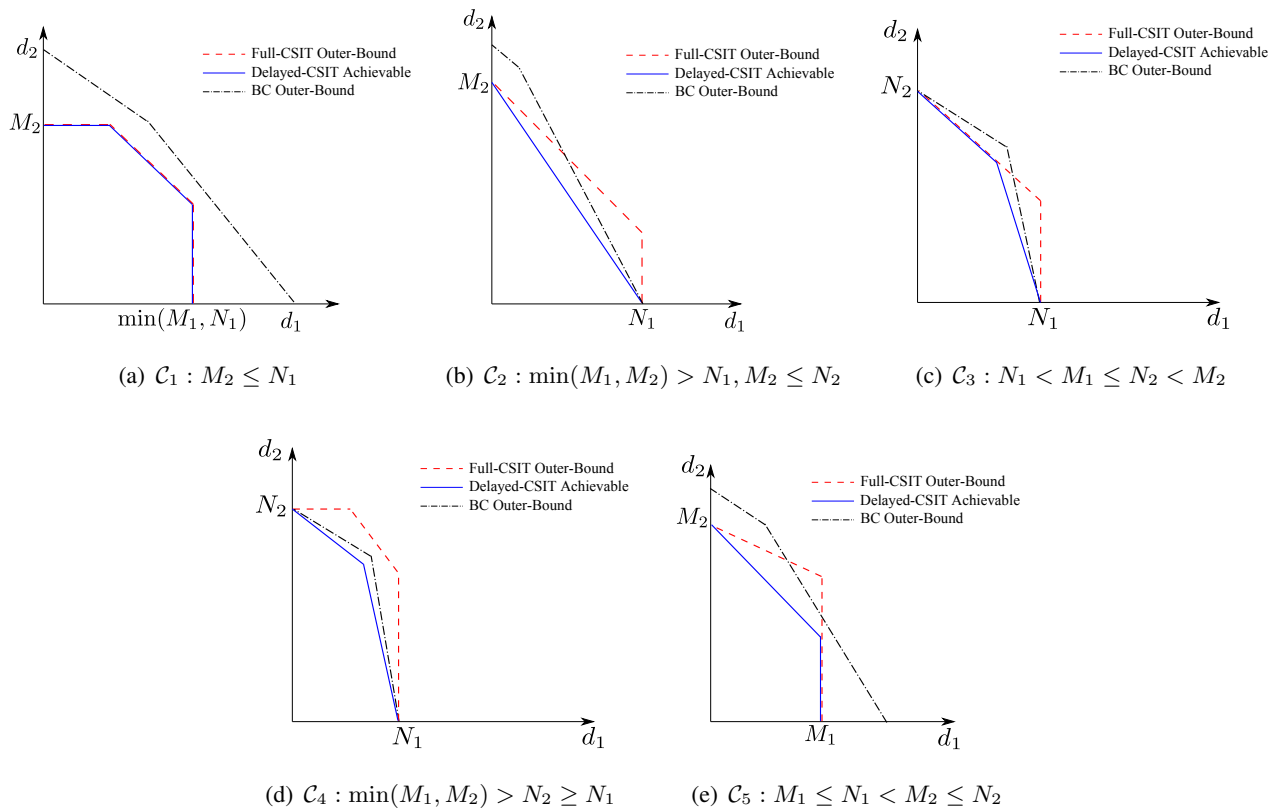 d₂
Full-CSIT Outer-Bound
Delayed-CSIT Achievable
BC Outer-Bound
M₂
min(M₁, N₁)
d₁
(a) C₁ : M₂ ≤ N₁
d₂
Full-CSIT Outer-Bound
Delayed-CSIT Achievable
BC Outer-Bound
M₂
N₁
d₁
(b) C₂ : min(M₁, M₂) > N₁, M₂ ≤ N₂
d₂
Full-CSIT Outer-Bound
Delayed-CSIT Achievable
BC Outer-Bound
N₂
N₁
d₁
(c) C₃ : N₁ < M₁ ≤ N₂ < M₂
d₂
Full-CSIT Outer-Bound
Delayed-CSIT Achievable
BC Outer-Bound
N₂
N₁
d₁
(d) C₄ : min(M₁, M₂) > N₂ ≥ N₁
d₂
Full-CSIT Outer-Bound
Delayed-CSIT Achievable
BC Outer-Bound
M₂
M₁
d₁
(e) C₅ : M₁ ≤ N₁ < M₂ ≤ N₂